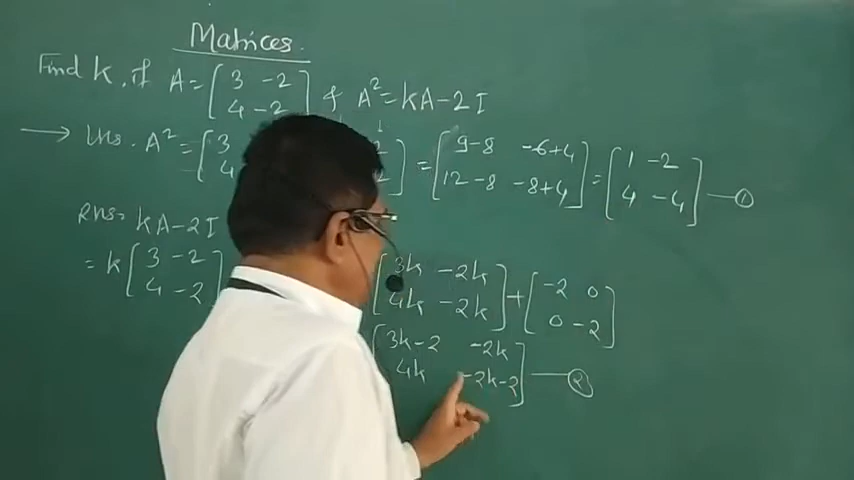 Matrices.
Find k, if A = [3 -2
4 -2] & A² = kA-2I
→ LHS. A² = [3
4 ] = [9-8 -6+4
12-8 -8+4] = [1 -2
4 -4] —①
RHS = kA-2I
= k [3 -2
4 -2]
[3k -2k
4k -2k] + [-2 0
0 -2]
[3k-2 -2k
4k -2k-2] —②